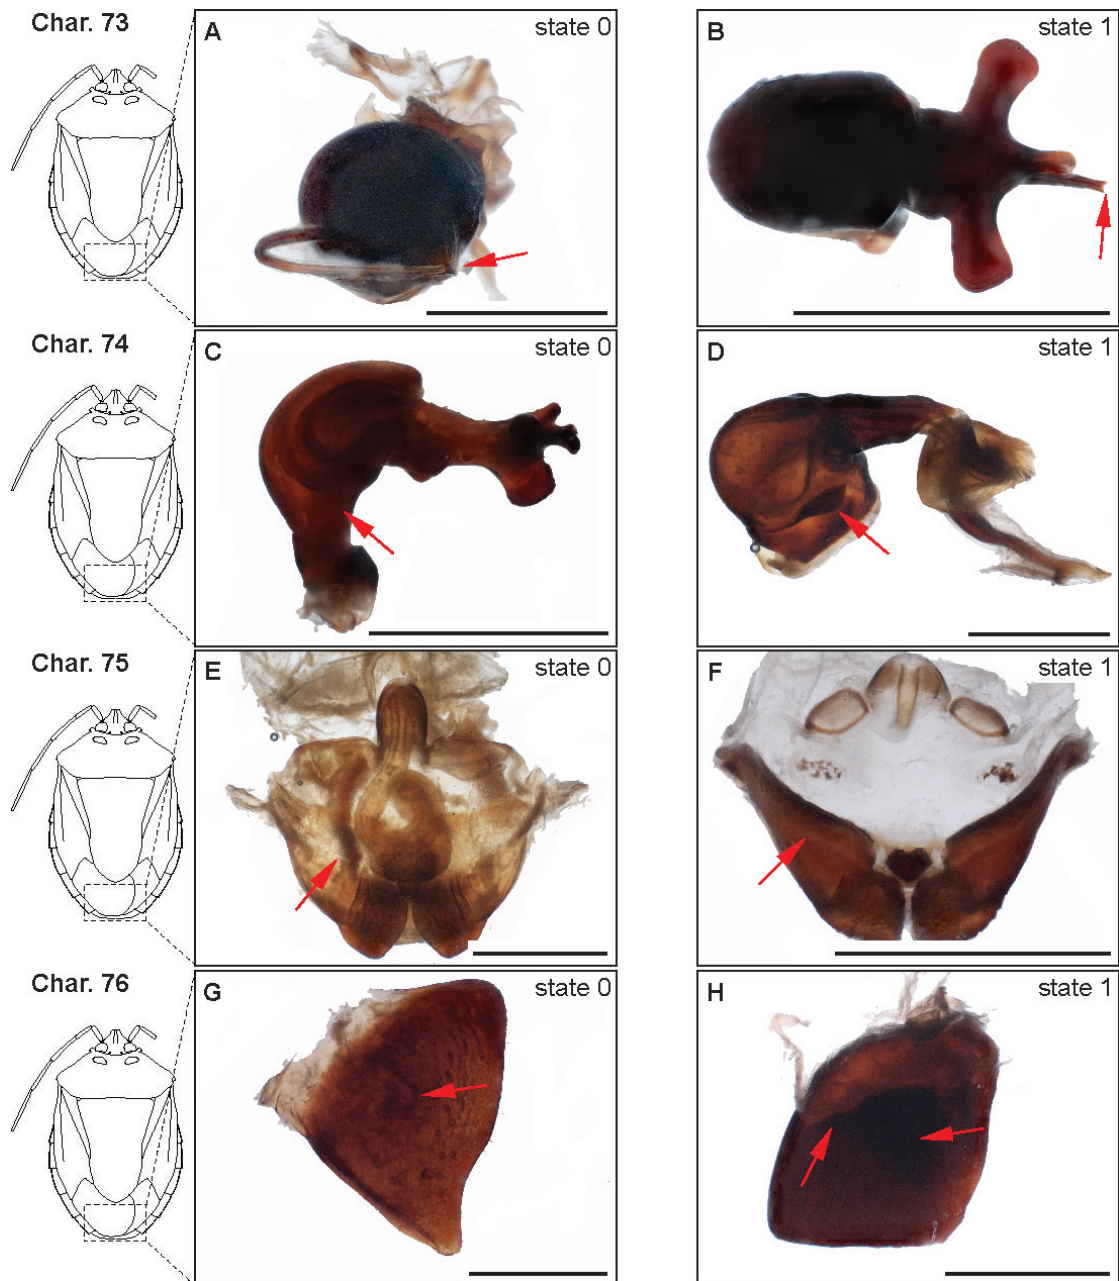 Char. 73
A
state 0
B
state 1
Char. 74
C
state 0
D
state 1
Char. 75
E
state 0
F
state 1
Char. 76
G
state 0
H
state 1